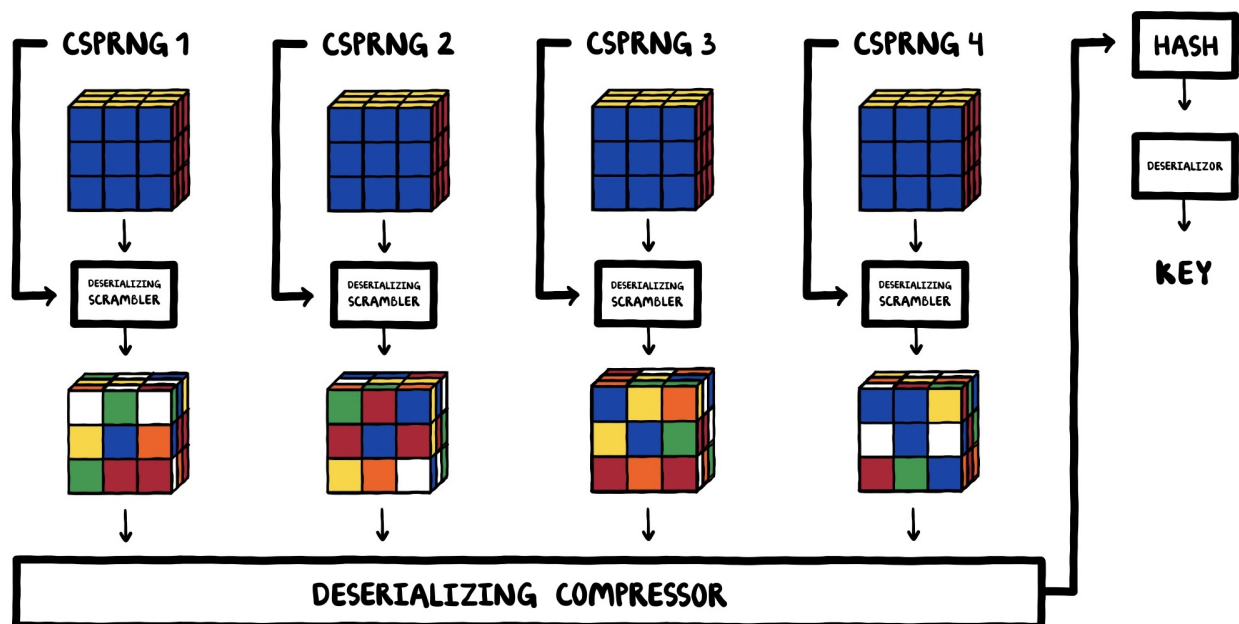 CSPRNG 1
CSPRNG 2
CSPRNG 3
CSPRNG 4
HASH
DESERIALIZOR
KEY
DESERIALIZING
SCRAMBLER
DESERIALIZING
SCRAMBLER
DESERIALIZING
SCRAMBLER
DESERIALIZING
SCRAMBLER
DESERIALIZING COMPRESSOR